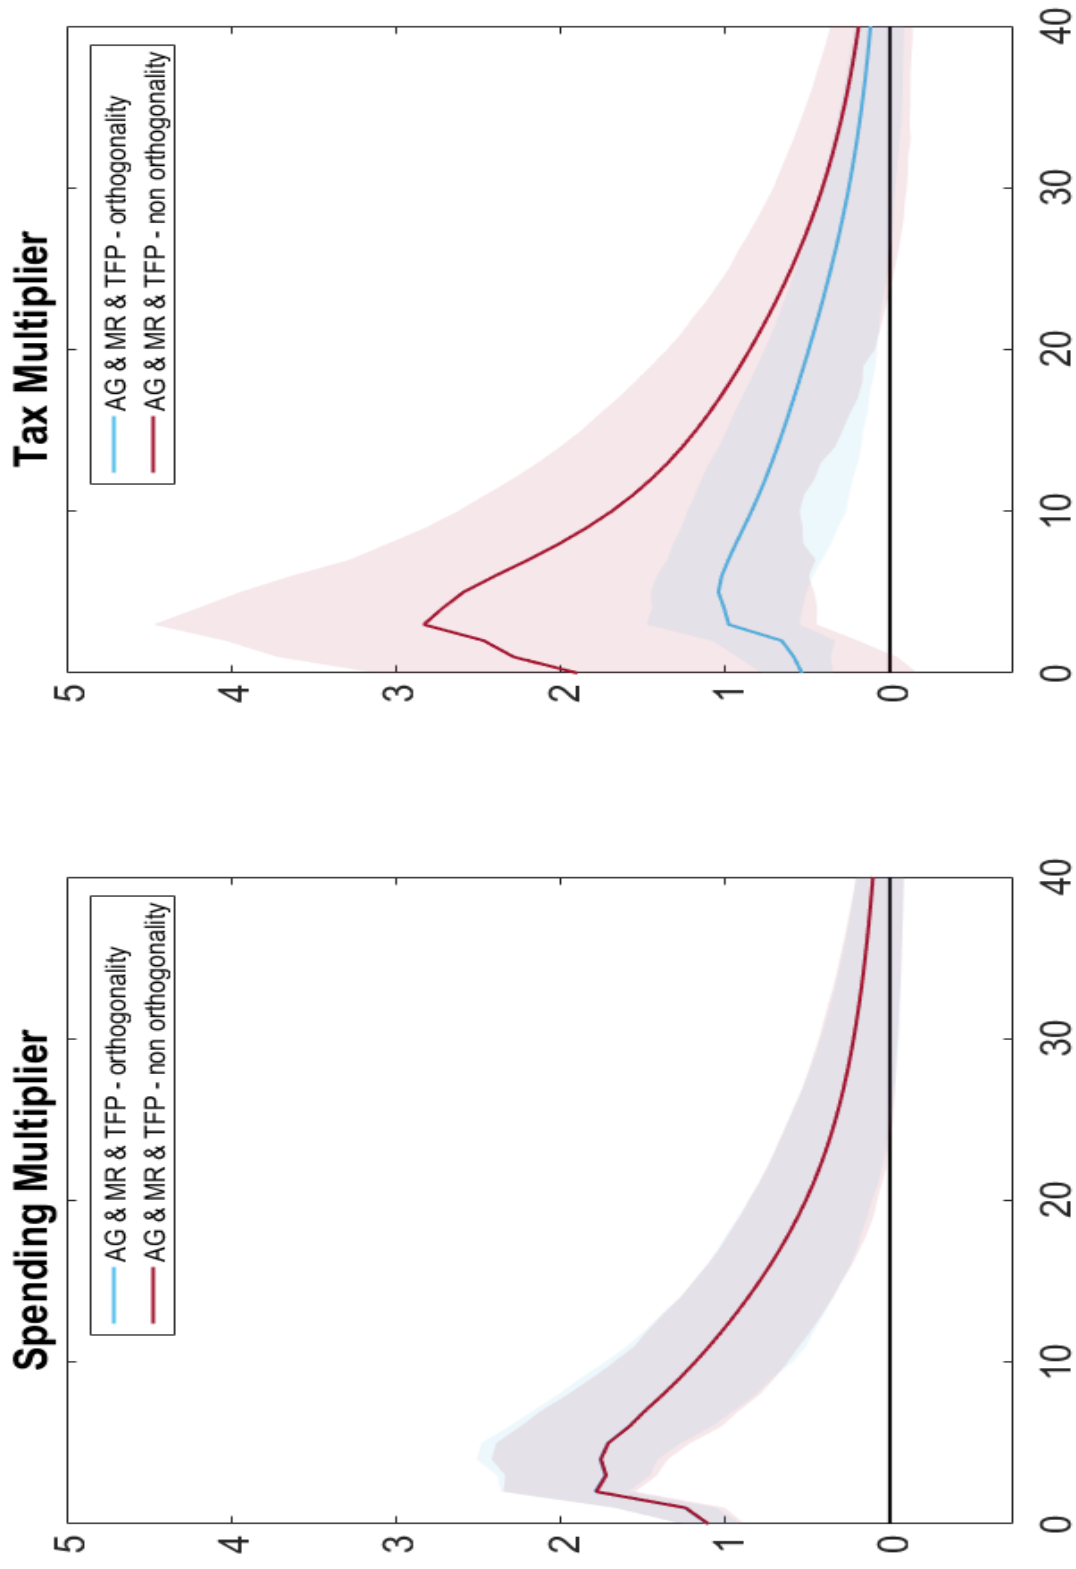 Spending Multiplier
AG & MR & TFP - orthogonality
AG & MR & TFP - non orthogonality
5
4
3
2
1
0
0 10 20 30 40
Tax Multiplier
AG & MR & TFP - orthogonality
AG & MR & TFP - non orthogonality
5
4
3
2
1
0
0 10 20 30 40